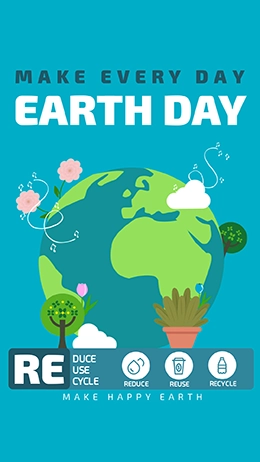 MAKE EVERY DAY
EARTH DAY
RE
DUCE
USE
CYCLE
REDUCE
REUSE
RECYCLE
MAKE HAPPY EARTH